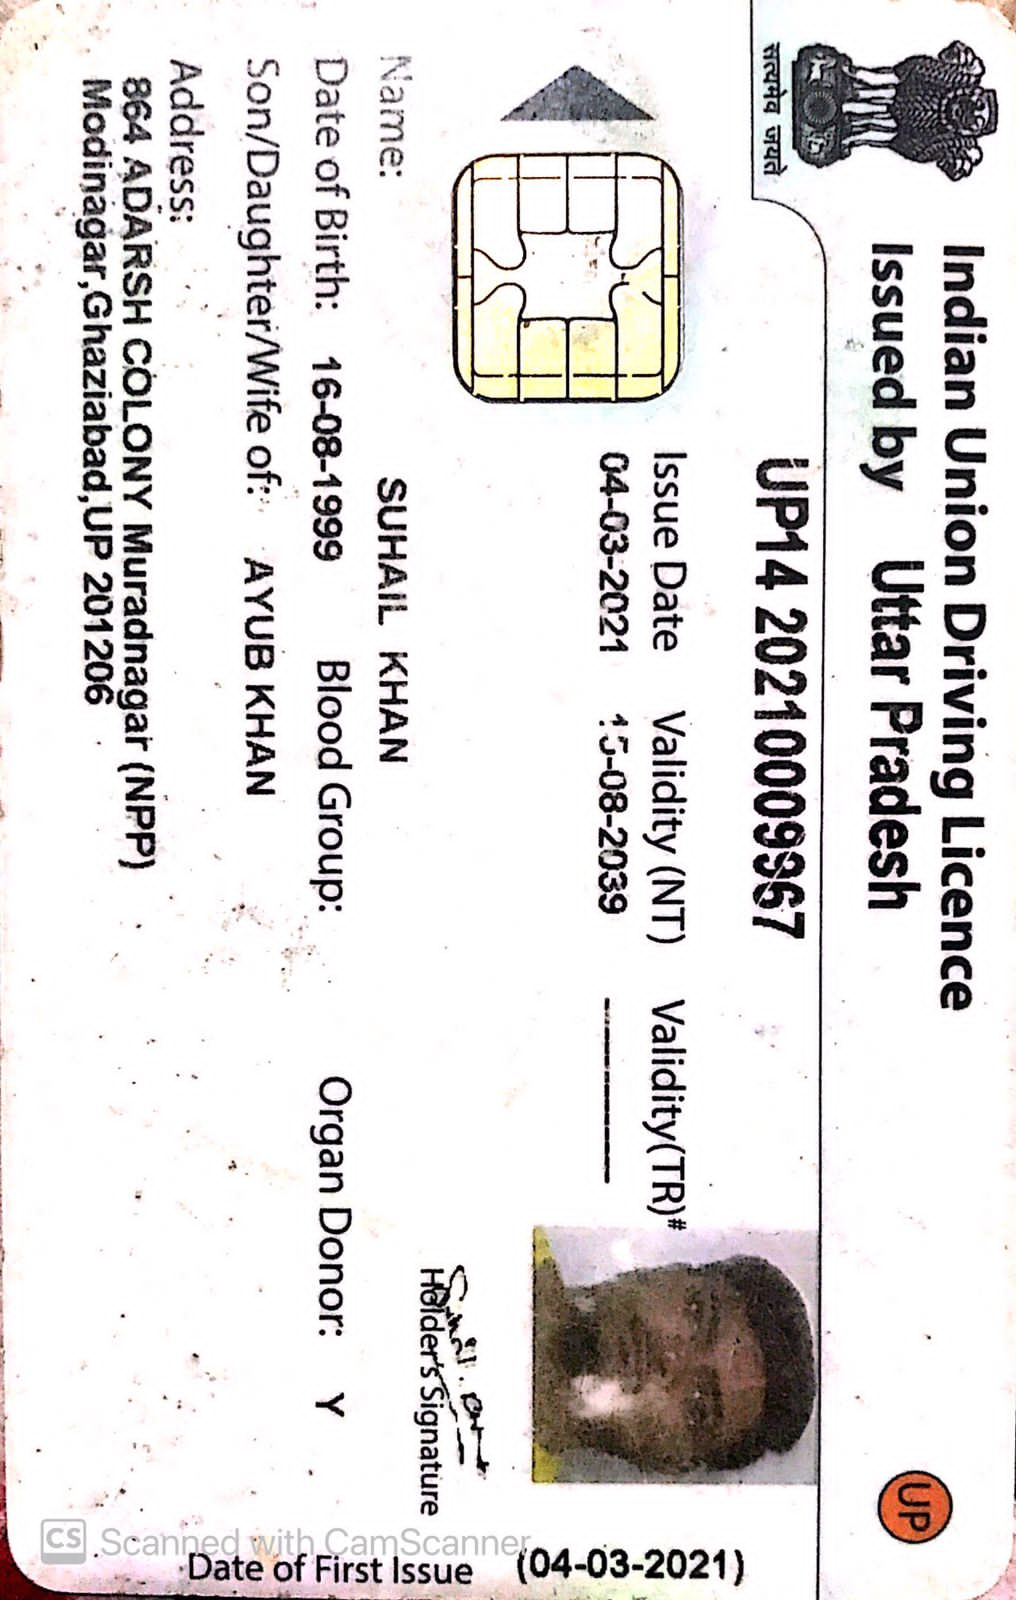 सत्यमेव जयते
Indian Union Driving Licence
Issued by Uttar Pradesh
UP
UP14 20210009967
Issue Date Validity (NT) Validity(TR)#
04-03-2021 15-08-2039 ----------
Name: SUHAIL KHAN
Holder's Signature
Date of Birth: 16-08-1999 Blood Group: Organ Donor: Y
Son/Daughter/Wife of: AYUB KHAN
Address:
864 ADARSH COLONY Muradnagar (NPP)
Modinagar,Ghaziabad,UP 201206
Date of First Issue (04-03-2021)
CS Scanned with CamScanner